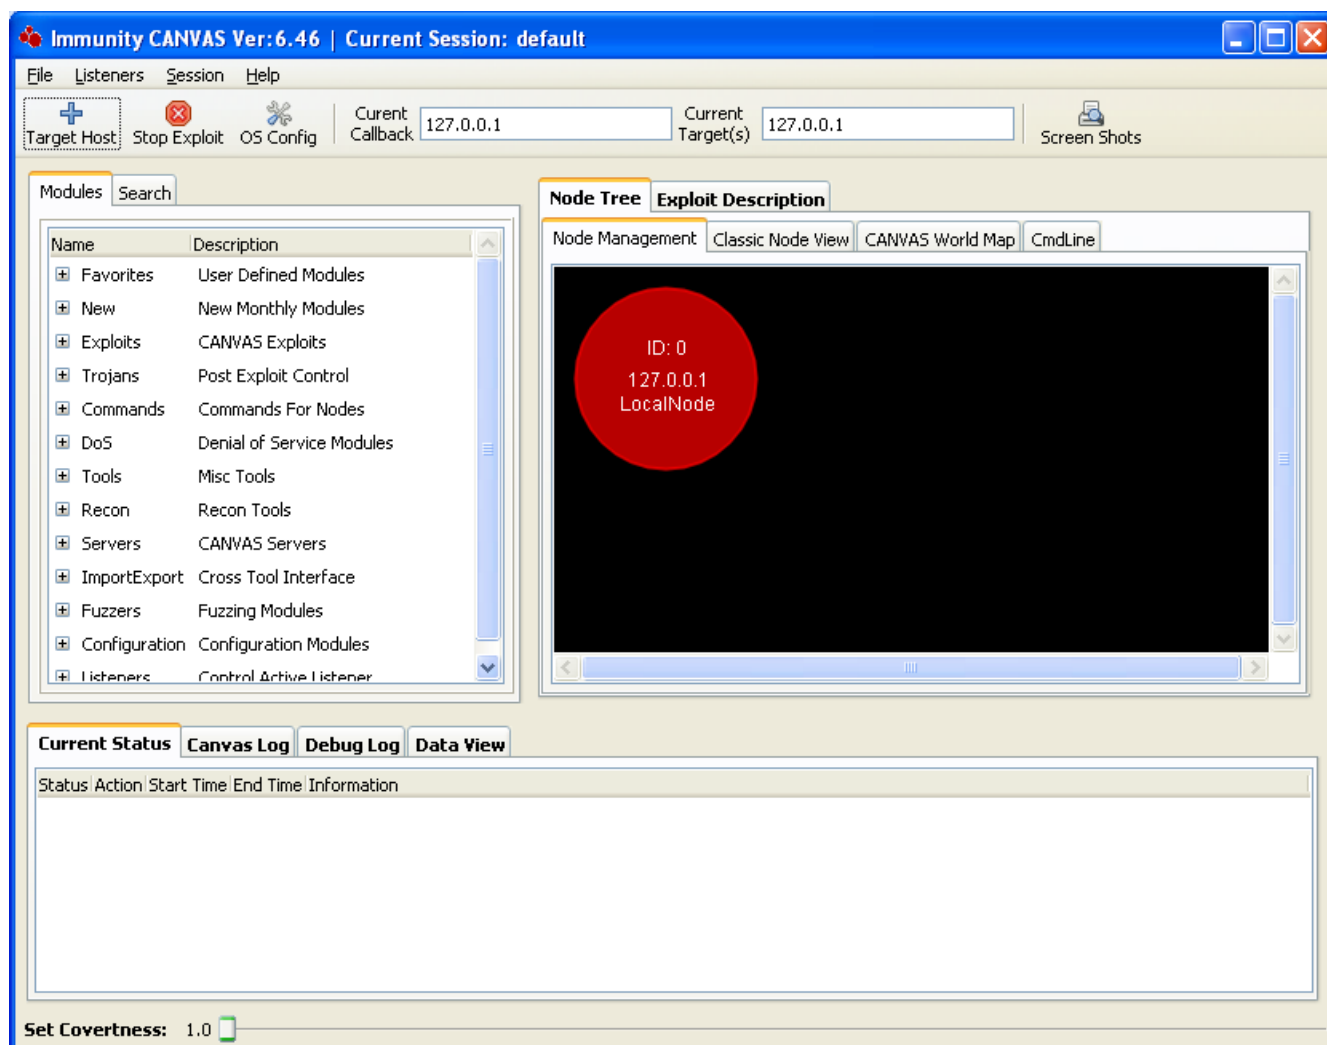 Immunity CANVAS Ver:6.46 | Current Session: default
File Listeners Session Help
Target Host Stop Exploit OS Config Curent Callback 127.0.0.1 Current Target(s) 127.0.0.1 Screen Shots
Modules Search
Name Description
Favorites User Defined Modules
New New Monthly Modules
Exploits CANVAS Exploits
Trojans Post Exploit Control
Commands Commands For Nodes
DoS Denial of Service Modules
Tools Misc Tools
Recon Recon Tools
Servers CANVAS Servers
ImportExport Cross Tool Interface
Fuzzers Fuzzing Modules
Configuration Configuration Modules
Listeners Control Active Listener
Node Tree Exploit Description
Node Management Classic Node View CANVAS World Map CmdLine
ID: 0
127.0.0.1
LocalNode
Current Status Canvas Log Debug Log Data View
Status Action Start Time End Time Information
Set Covertness: 1.0